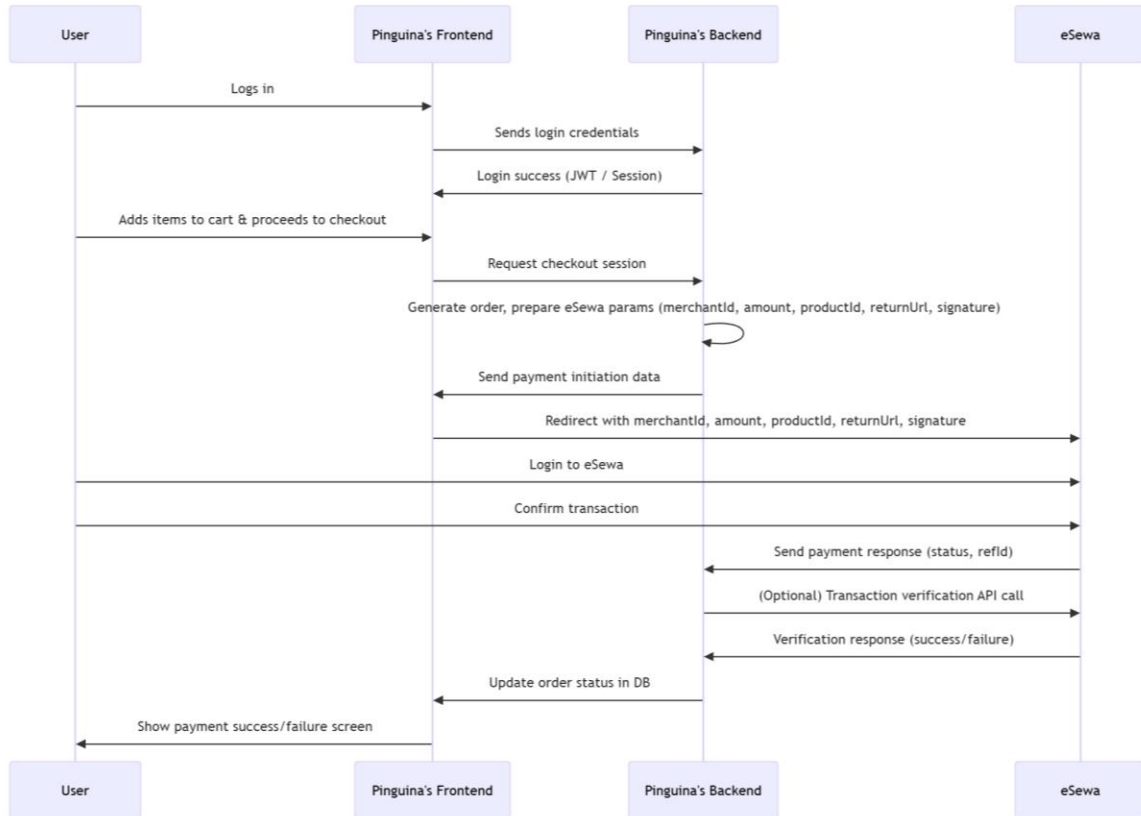 User
Pinguina's Frontend
Pinguina's Backend
eSewa
Logs in
Sends login credentials
Login success (JWT / Session)
Adds items to cart & proceeds to checkout
Request checkout session
Generate order, prepare eSewa params (merchantId, amount, productId, returnUrl, signature)
Send payment initiation data
Redirect with merchantId, amount, productId, returnUrl, signature
Login to eSewa
Confirm transaction
Send payment response (status, refId)
(Optional) Transaction verification API call
Verification response (success/failure)
Update order status in DB
Show payment success/failure screen
User
Pinguina's Frontend
Pinguina's Backend
eSewa